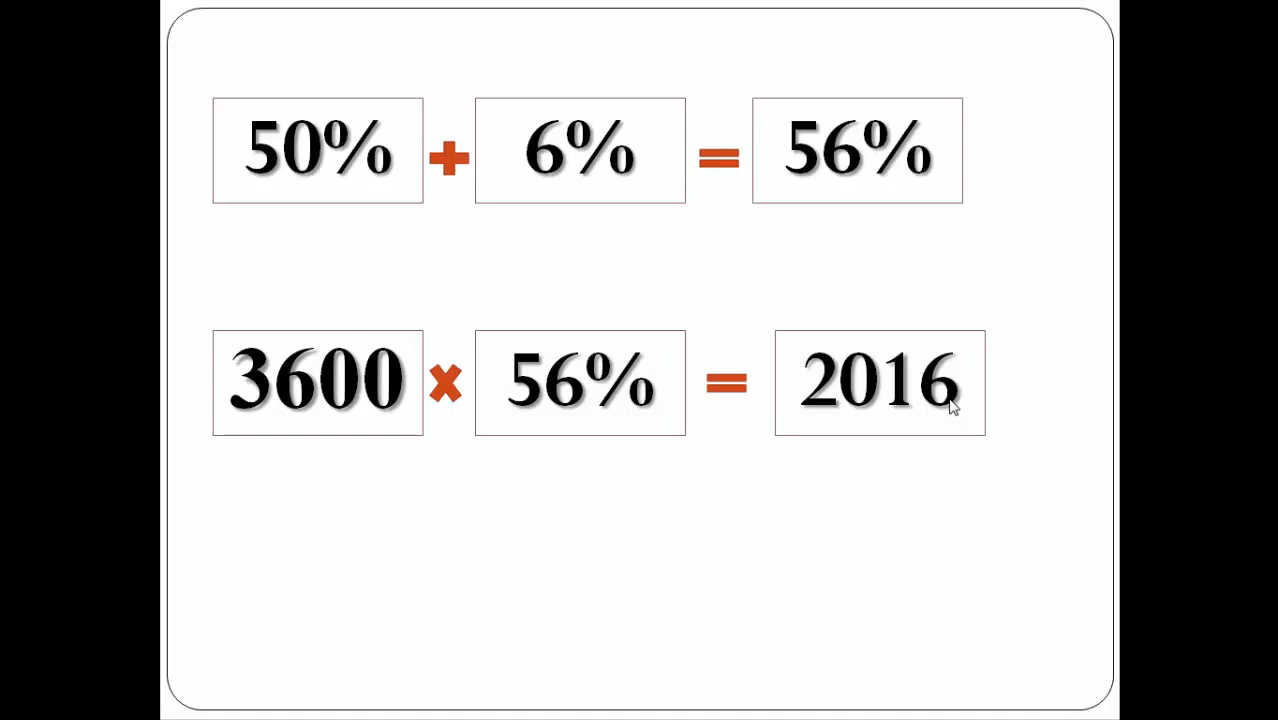 50% + 6% = 56%
3600 × 56% = 2016